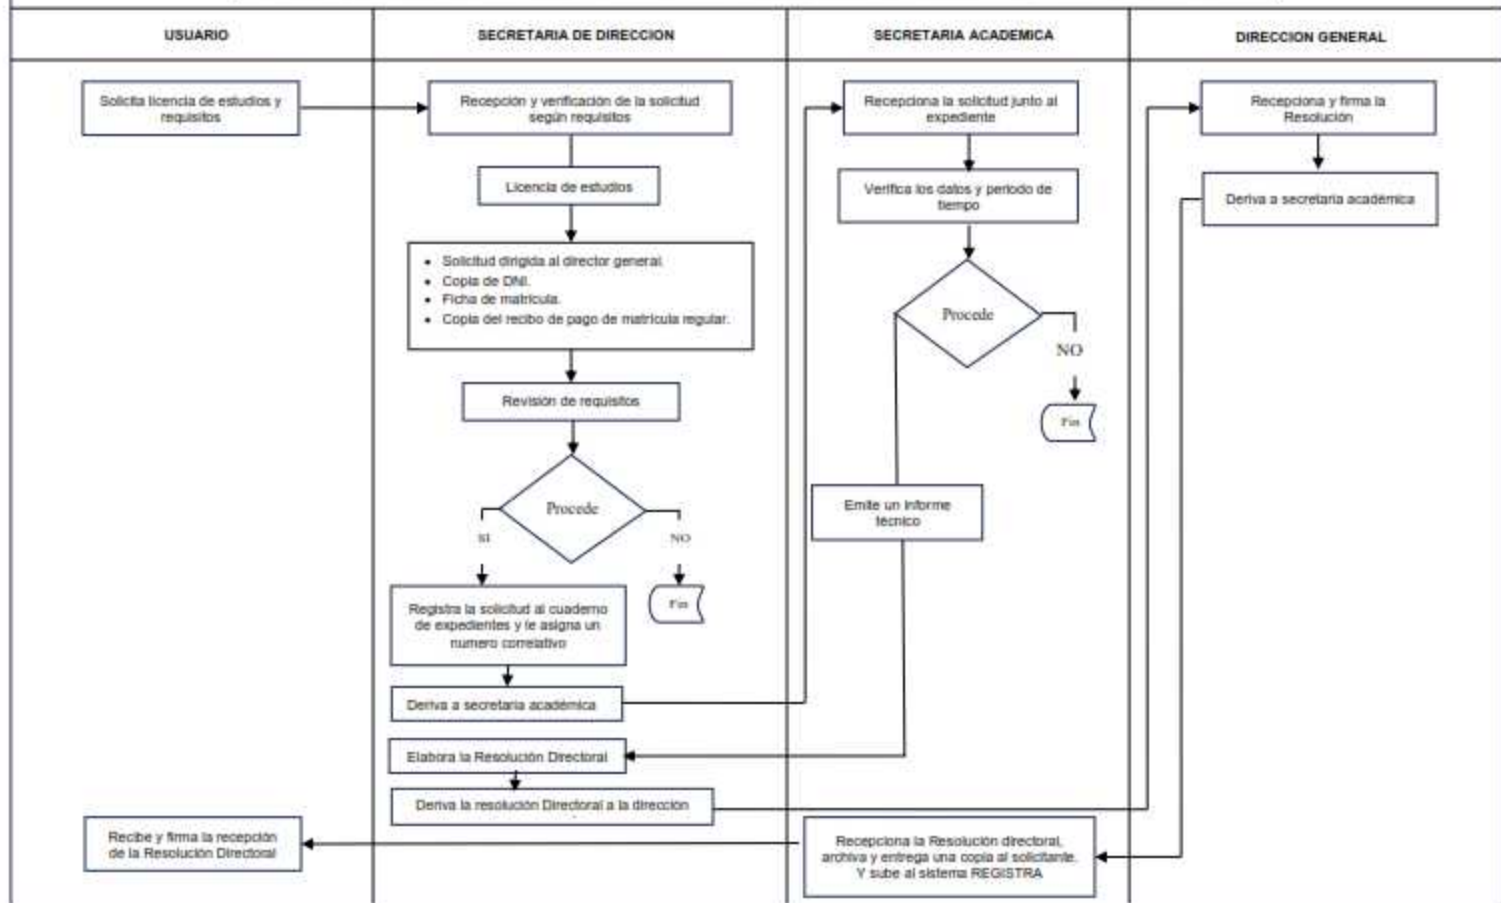 USUARIO
SECRETARIA DE DIRECCION
SECRETARIA ACADEMICA
DIRECCION GENERAL
Solicita licencia de estudios y
requisitos
Recepción y verificación de la solicitud
según requisitos
Licencia de estudios
• Solicitud dirigida al director general.
• Copia de DNI.
• Ficha de matrícula.
• Copia del recibo de pago de matrícula regular.
Revisión de requisitos
Procede
SI
NO
Fin
Registra la solicitud al cuaderno
de expedientes y le asigna un
numero correlativo
Deriva a secretaria académica
Elabora la Resolución Directoral
Deriva la resolución Directoral a la dirección
Recepciona la solicitud junto al
expediente
Verifica los datos y periodo de
tiempo
Procede
NO
Fin
Emite un informe
técnico
Recepciona y firma la
Resolución
Deriva a secretaria académica
Recepciona la Resolución directoral,
archiva y entrega una copia al solicitante.
Y sube al sistema REGISTRA
Recibe y firma la recepción
de la Resolución Directoral